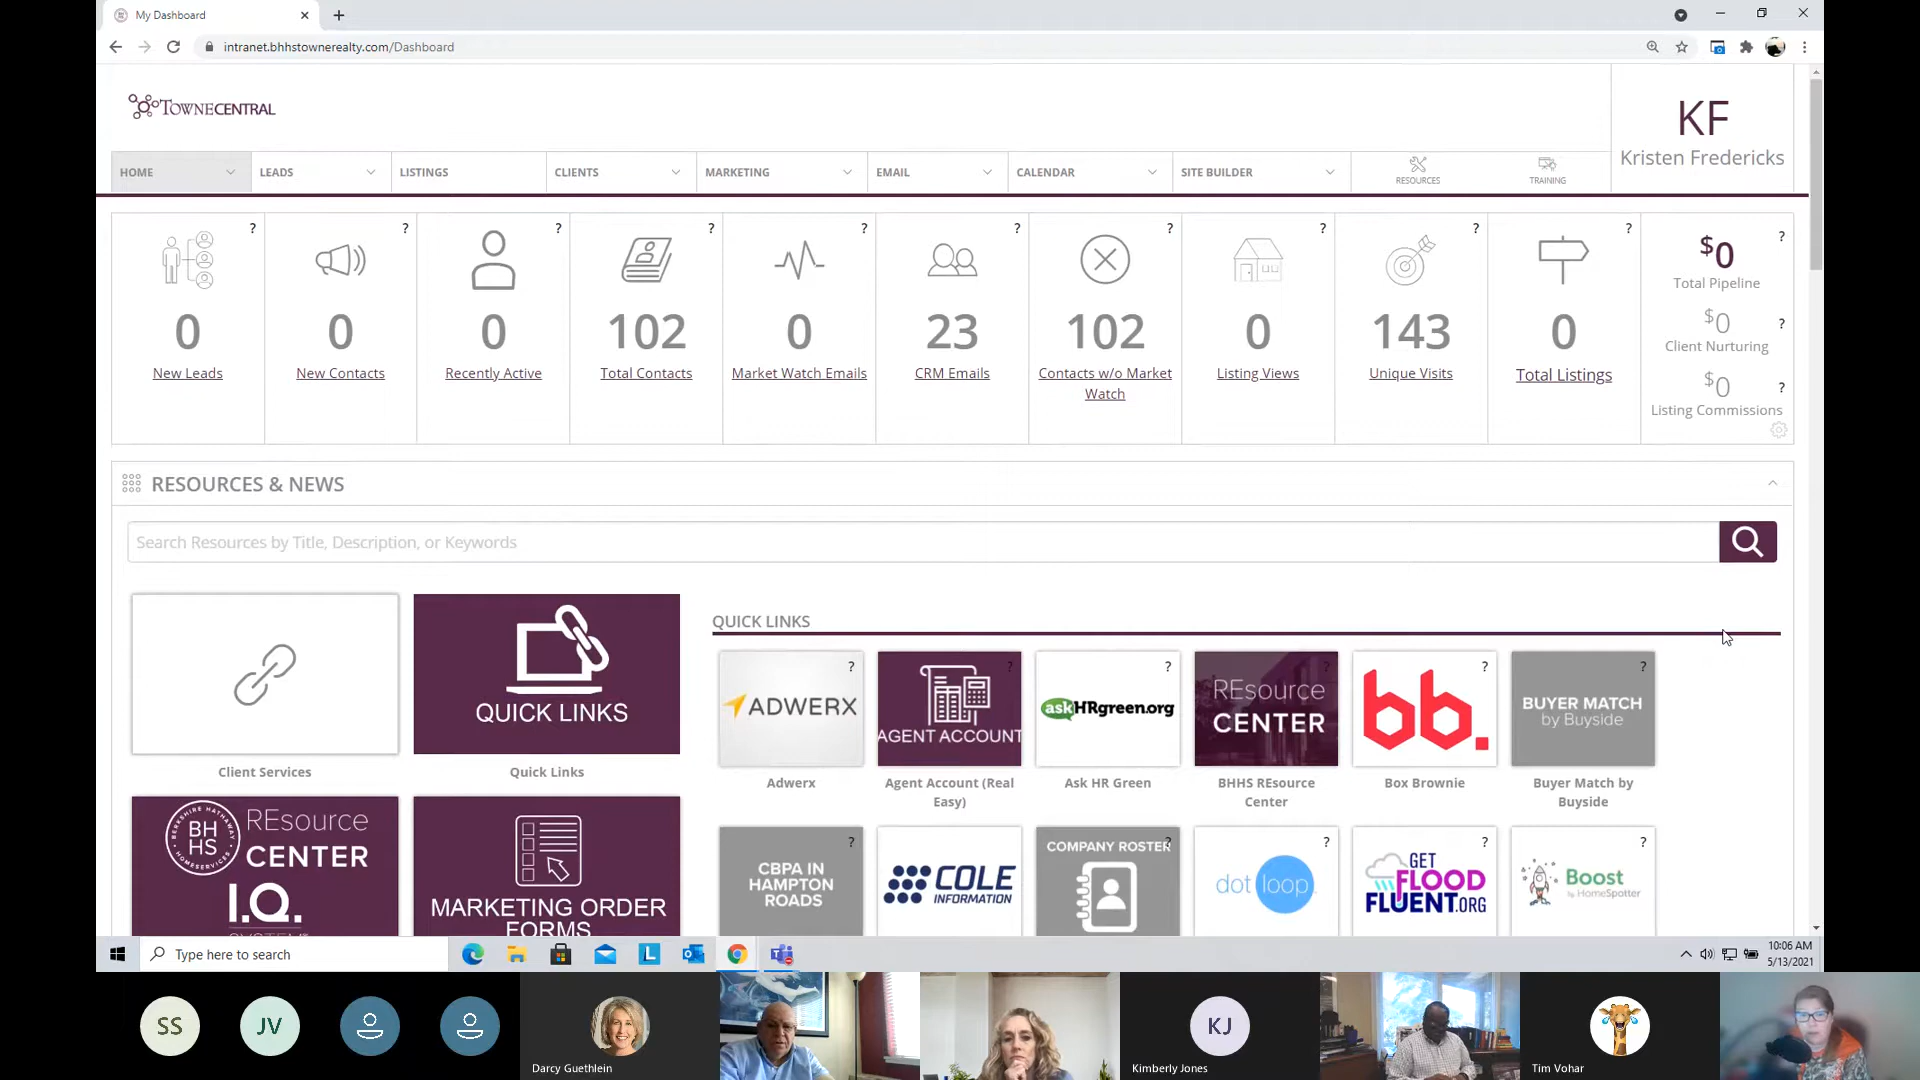 My Dashboard
intranet.bhhstownerealty.com/Dashboard
TOWNECENTRAL
KF
Kristen Fredericks
HOME
LEADS
LISTINGS
CLIENTS
MARKETING
EMAIL
CALENDAR
SITE BUILDER
RESOURCES
TRAINING
? ? ? ? ? ? ? ? ? ? ?
0
New Leads
0
New Contacts
0
Recently Active
102
Total Contacts
0
Market Watch Emails
23
CRM Emails
102
Contacts w/o Market
Watch
0
Listing Views
143
Unique Visits
0
Total Listings
$0
Total Pipeline
$0 ?
Client Nurturing
$0 ?
Listing Commissions
RESOURCES & NEWS
Search Resources by Title, Description, or Keywords
QUICK LINKS
Client Services
Quick Links
BERKSHIRE HATHAWAY
HOMESERVICES
BH
HS
REsource
CENTER
I.Q.
MARKETING ORDER
FORMS
QUICK LINKS
? ? ? ? ? ?
ADWERX
Adwerx
AGENT ACCOUNT
Agent Account (Real
Easy)
askHRgreen.org
Ask HR Green
REsource
CENTER
BHHS REsource
Center
bb.
Box Brownie
BUYER MATCH
by Buyside
Buyer Match by
Buyside
? ? ? ? ?
CBPA IN
HAMPTON
ROADS
COLE
INFORMATION
COMPANY ROSTER
dotloop
GET
FLOOD
FLUENT.ORG
Boost
by HomeSpotter
Type here to search
L
10:06 AM
5/13/2021
SS
JV
Darcy Guethlein
KJ
Kimberly Jones
Tim Vohar